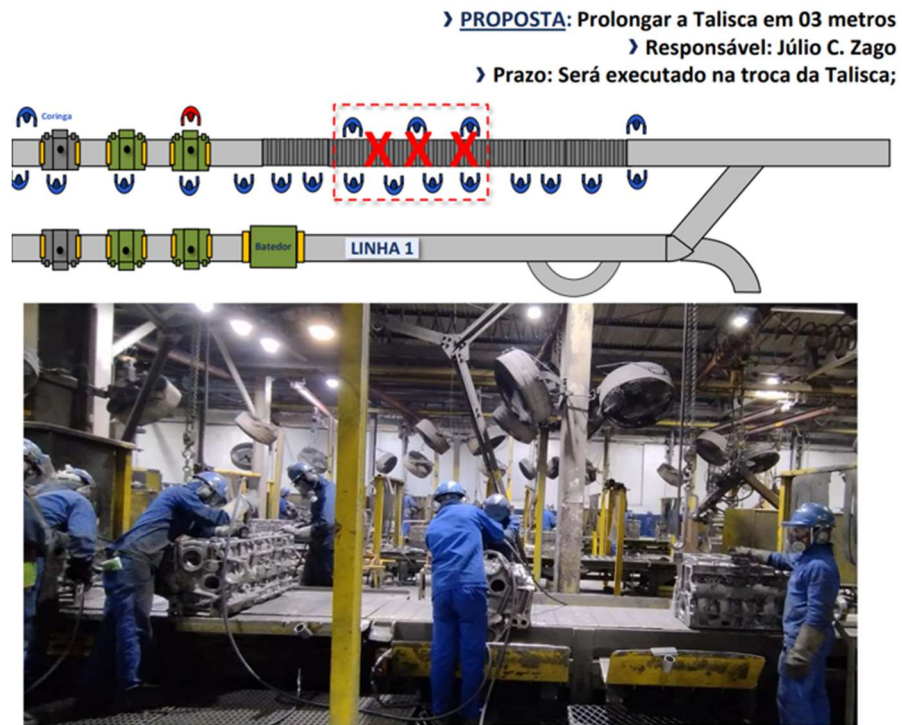 ❯ PROPOSTA: Prolongar a Talisca em 03 metros
❯ Responsável: Júlio C. Zago
❯ Prazo: Será executado na troca da Talisca;
Coringa
X X X
Batedor
LINHA 1